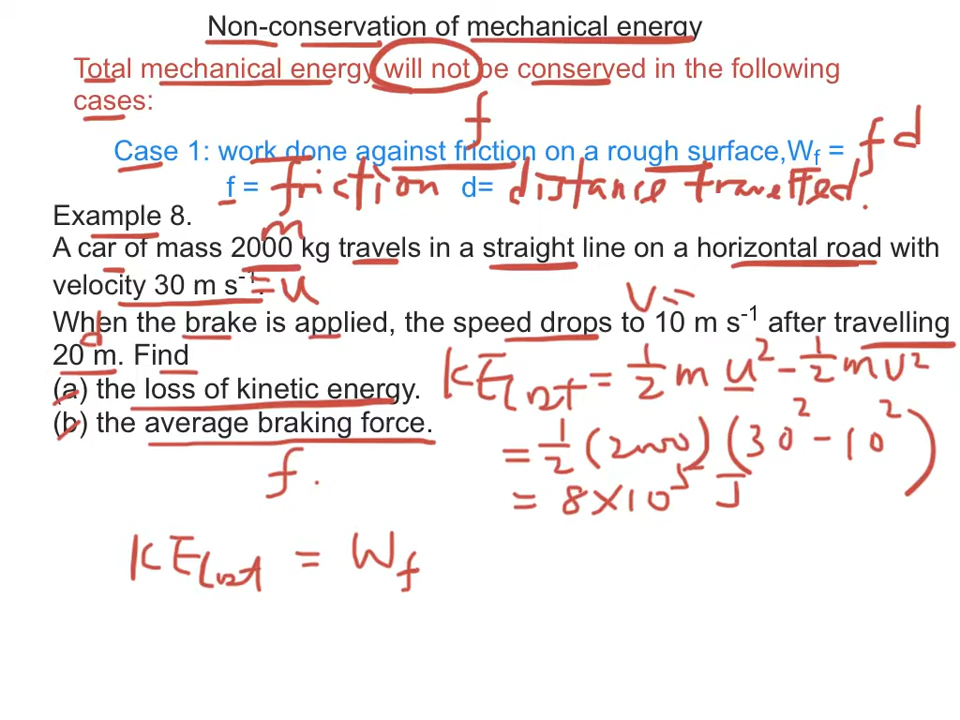 Non-conservation of mechanical energy
Total mechanical energy will not be conserved in the following
cases:
f
Case 1: work done against friction on a rough surface,Wf = fd
f = friction d= distance travelled.
Example 8.
m
A car of mass 2000 kg travels in a straight line on a horizontal road with
velocity 30 m s-1. = u
v=
When the brake is applied, the speed drops to 10 m s-1 after travelling
d
20 m. Find
(a) the loss of kinetic energy.
(b) the average braking force.
f.
KE lost = ½ m u² - ½ m v²
= ½ (2000) (30² - 10²)
= 8 × 10⁵ J
KE lost = Wf